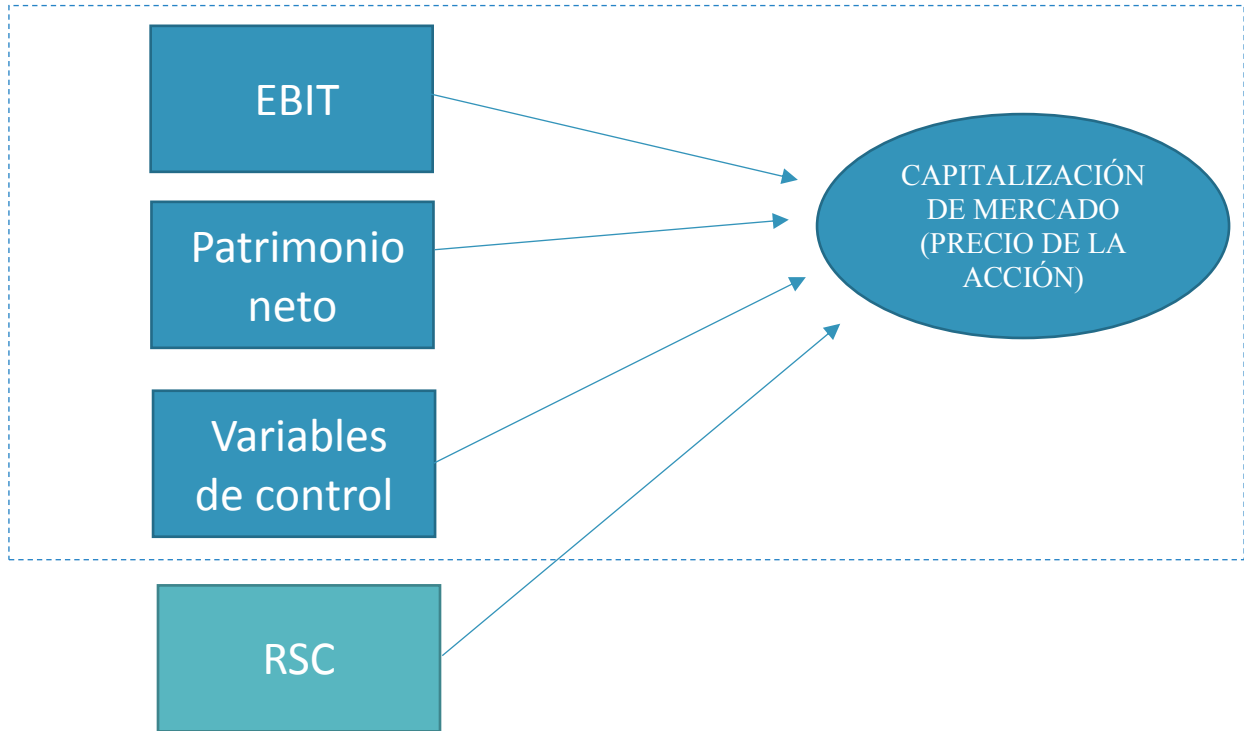 EBIT
Patrimonio
neto
Variables
de control
RSC
CAPITALIZACIÓN
DE MERCADO
(PRECIO DE LA
ACCIÓN)